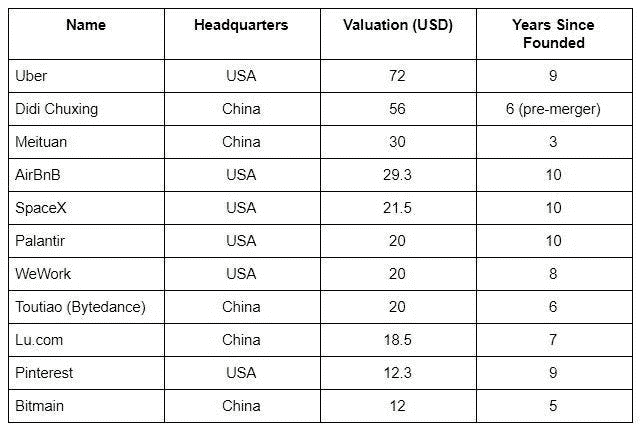 Name Headquarters Valuation (USD) Years Since Founded
Uber USA 72 9
Didi Chuxing China 56 6 (pre-merger)
Meituan China 30 3
AirBnB USA 29.3 10
SpaceX USA 21.5 10
Palantir USA 20 10
WeWork USA 20 8
Toutiao (Bytedance) China 20 6
Lu.com China 18.5 7
Pinterest USA 12.3 9
Bitmain China 12 5